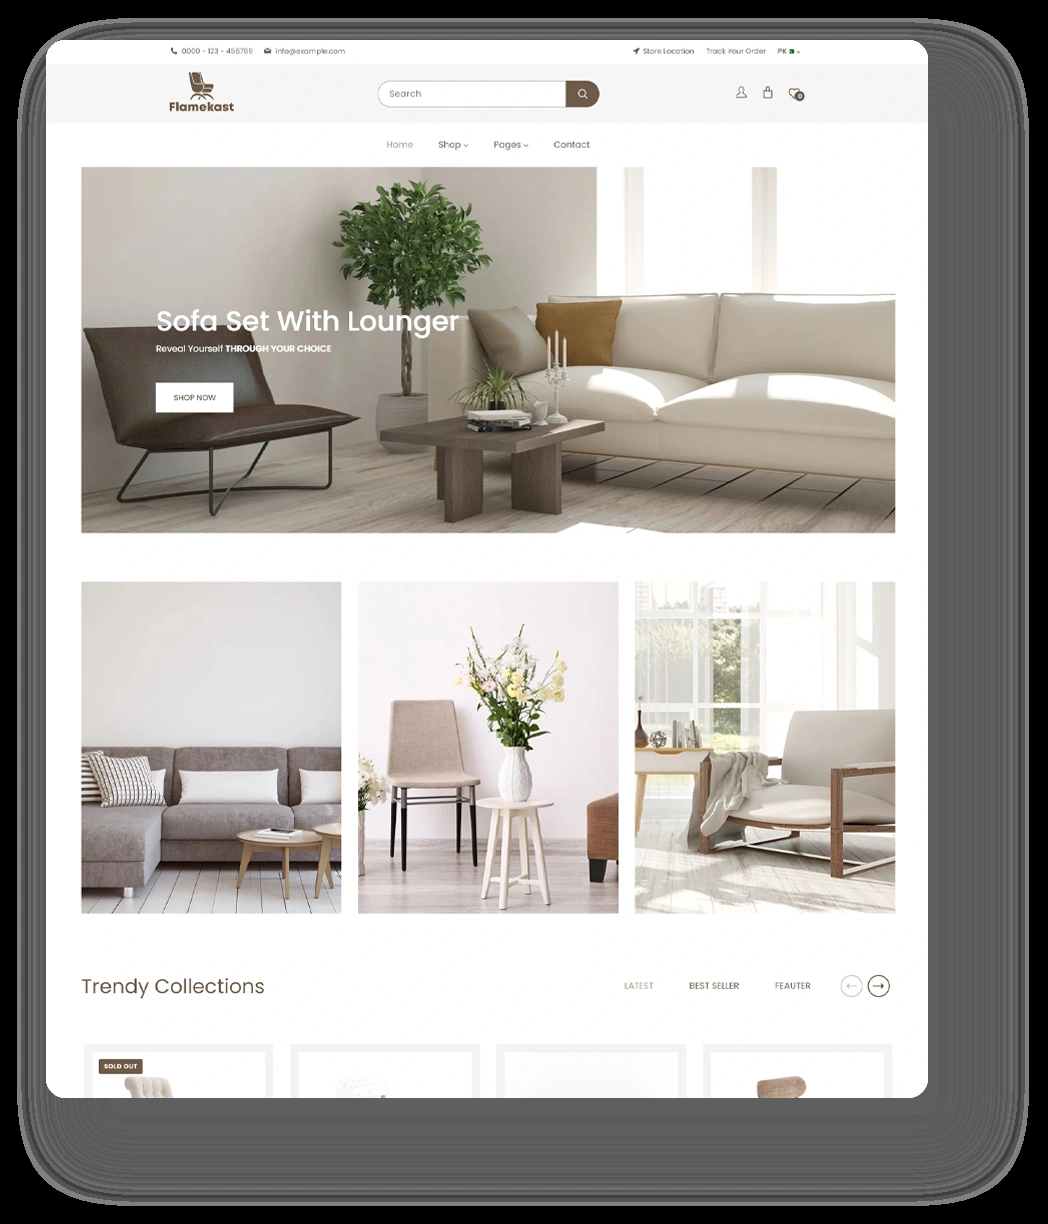 0000 - 123 - 456789 info@example.com Store Location Track Your Order PK
Flamekast
Search
0
Home Shop Pages Contact
Sofa Set With Lounger
Reveal Yourself THROUGH YOUR CHOICE
SHOP NOW
Trendy Collections LATEST BEST SELLER FEAUTER
SOLD OUT